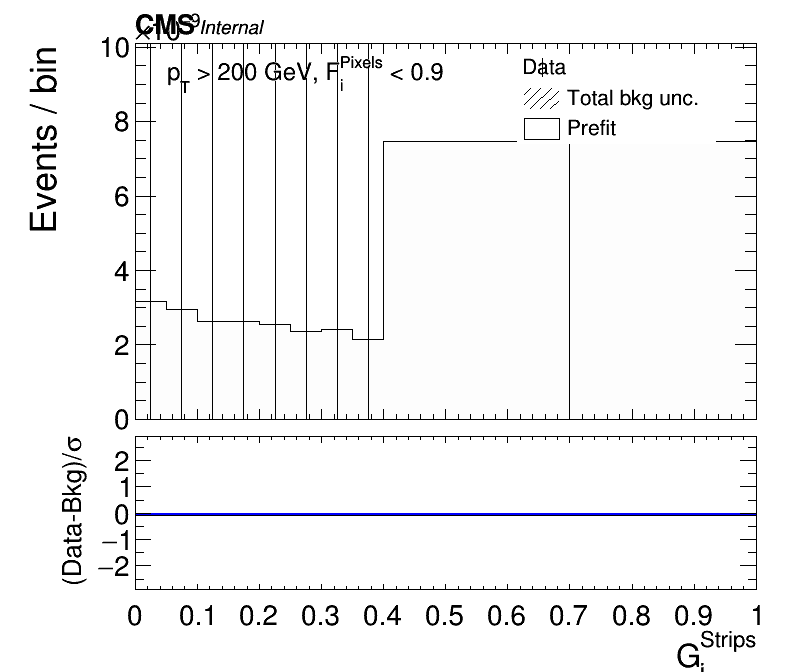 CMS Internal
×10⁹
p_T > 200 GeV, F_i^Pixels < 0.9
Data
Total bkg unc.
Prefit
Events / bin
10
8
6
4
2
0
(Data-Bkg)/σ
2
1
0
−1
−2
0 0.1 0.2 0.3 0.4 0.5 0.6 0.7 0.8 0.9 1
G_i^Strips